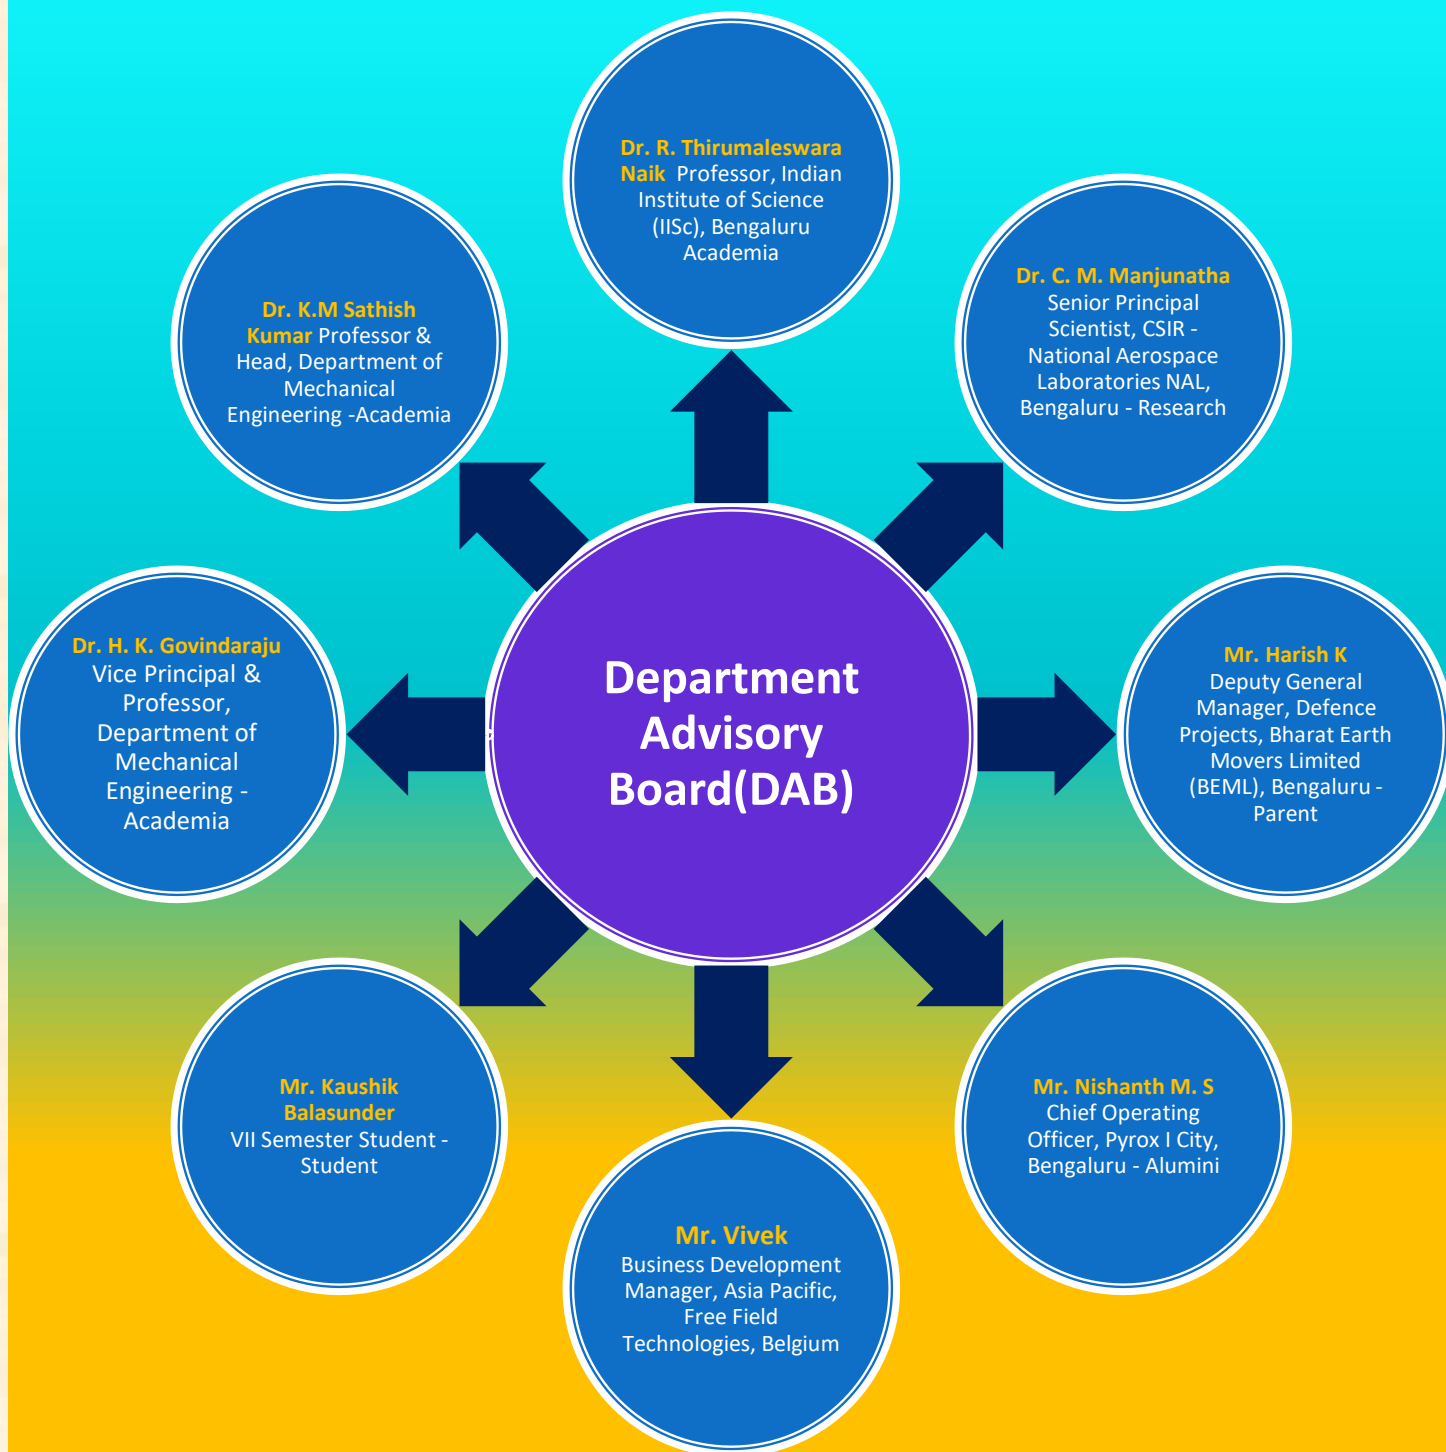 Dr. R. Thirumaleswara
Naik Professor, Indian
Institute of Science
(IISc), Bengaluru
Academia
Dr. C. M. Manjunatha
Senior Principal
Scientist, CSIR -
National Aerospace
Laboratories NAL,
Bengaluru - Research
Mr. Harish K
Deputy General
Manager, Defence
Projects, Bharat Earth
Movers Limited
(BEML), Bengaluru -
Parent
Mr. Nishanth M. S
Chief Operating
Officer, Pyrox I City,
Bengaluru - Alumini
Mr. Vivek
Business Development
Manager, Asia Pacific,
Free Field
Technologies, Belgium
Mr. Kaushik
Balasunder
VII Semester Student -
Student
Dr. H. K. Govindaraju
Vice Principal &
Professor,
Department of
Mechanical
Engineering -
Academia
Dr. K.M Sathish
Kumar Professor &
Head, Department of
Mechanical
Engineering -Academia
Department
Advisory
Board(DAB)